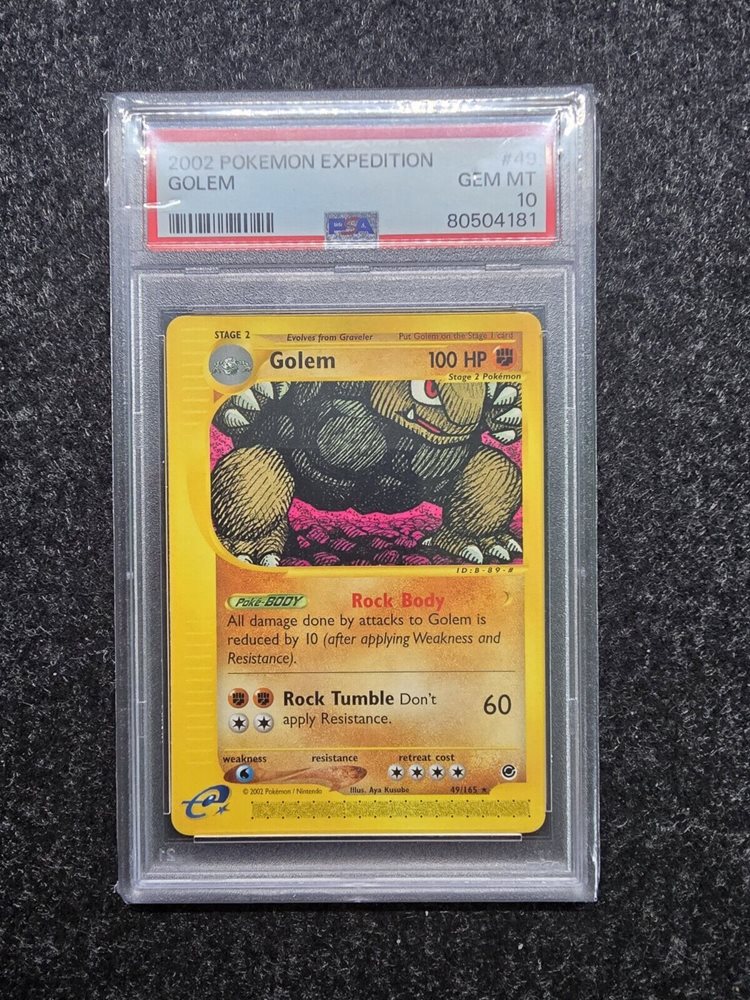 2002 POKEMON EXPEDITION #49
GOLEM GEM MT
10
PSA 80504181
STAGE 2 Evolves from Graveler Put Golem on the Stage 1 card
Golem 100 HP
Stage 2 Pokémon
ID:B-89-#
Poké-BODY Rock Body
All damage done by attacks to Golem is
reduced by 10 (after applying Weakness and
Resistance).
Rock Tumble Don't 60
apply Resistance.
weakness resistance retreat cost
© 2002 Pokémon / Nintendo Illus. Aya Kusube 49/165 ★
e